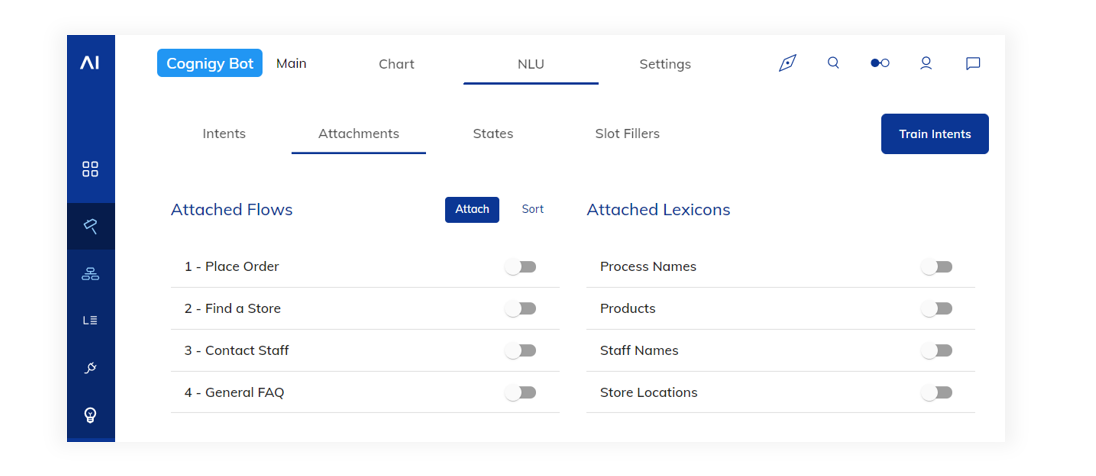 AI
Cognigy Bot Main Chart NLU Settings
Intents Attachments States Slot Fillers Train Intents
Attached Flows Attach Sort Attached Lexicons
1 - Place Order Process Names
2 - Find a Store Products
3 - Contact Staff Staff Names
L
4 - General FAQ Store Locations